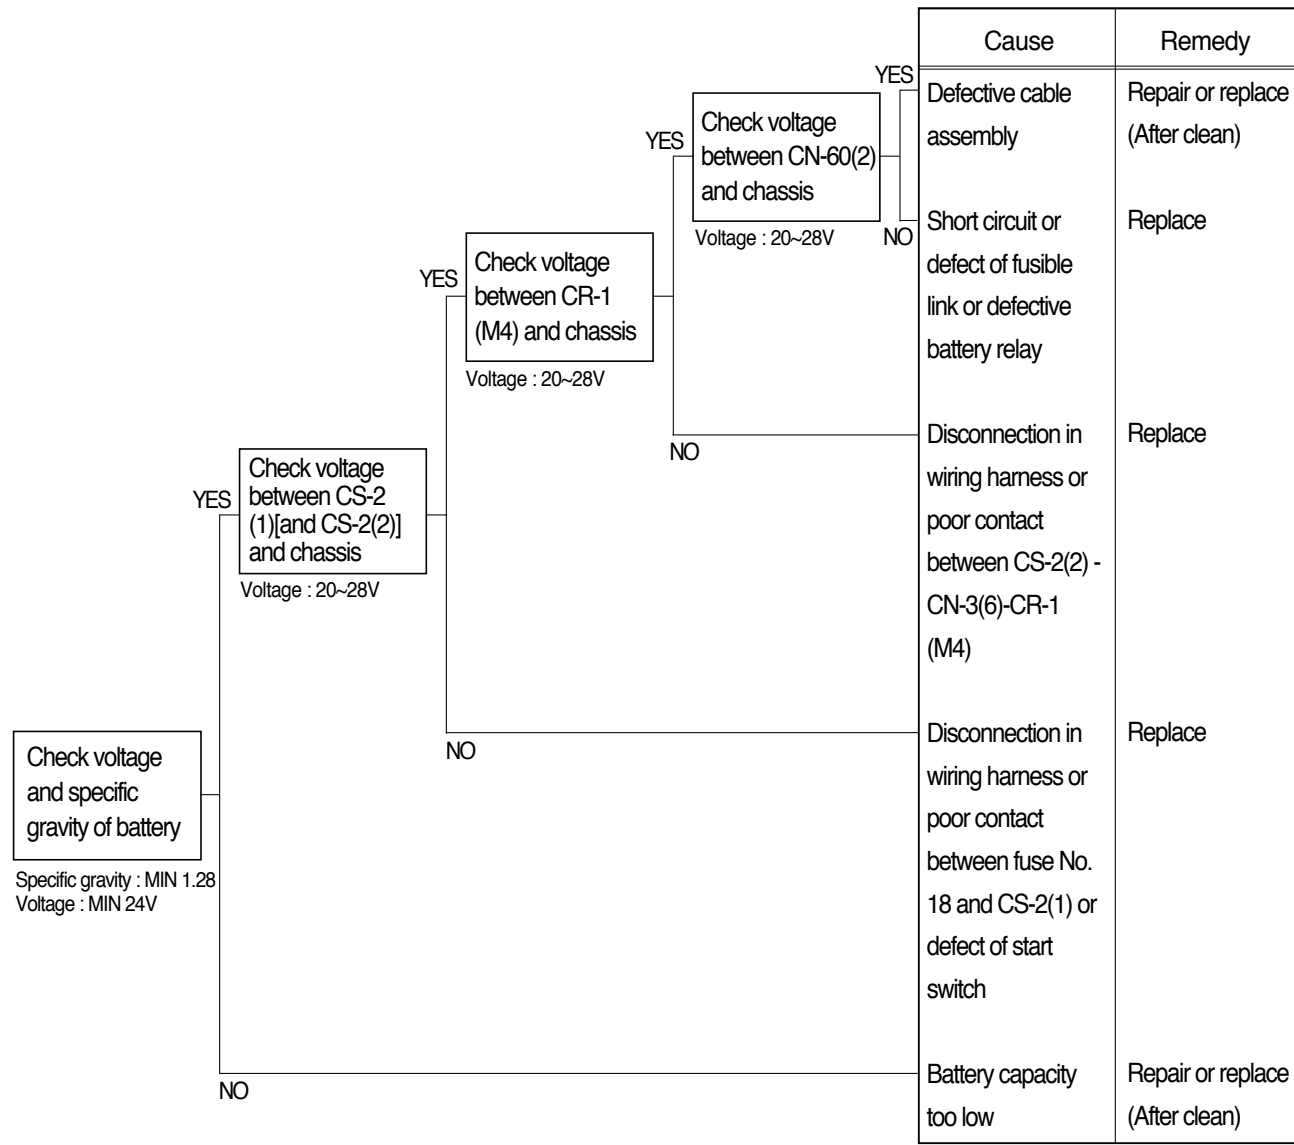 Cause
Remedy
YES
Defective cable
assembly
Repair or replace
(After clean)
YES
Check voltage
between CN-60(2)
and chassis
Voltage : 20~28V
NO
Short circuit or
defect of fusible
link or defective
battery relay
Replace
YES
Check voltage
between CR-1
(M4) and chassis
Voltage : 20~28V
NO
Disconnection in
wiring harness or
poor contact
between CS-2(2) -
CN-3(6)-CR-1
(M4)
Replace
YES
Check voltage
between CS-2
(1)[and CS-2(2)]
and chassis
Voltage : 20~28V
NO
Disconnection in
wiring harness or
poor contact
between fuse No.
18 and CS-2(1) or
defect of start
switch
Replace
Check voltage
and specific
gravity of battery
Specific gravity : MIN 1.28
Voltage : MIN 24V
NO
Battery capacity
too low
Repair or replace
(After clean)